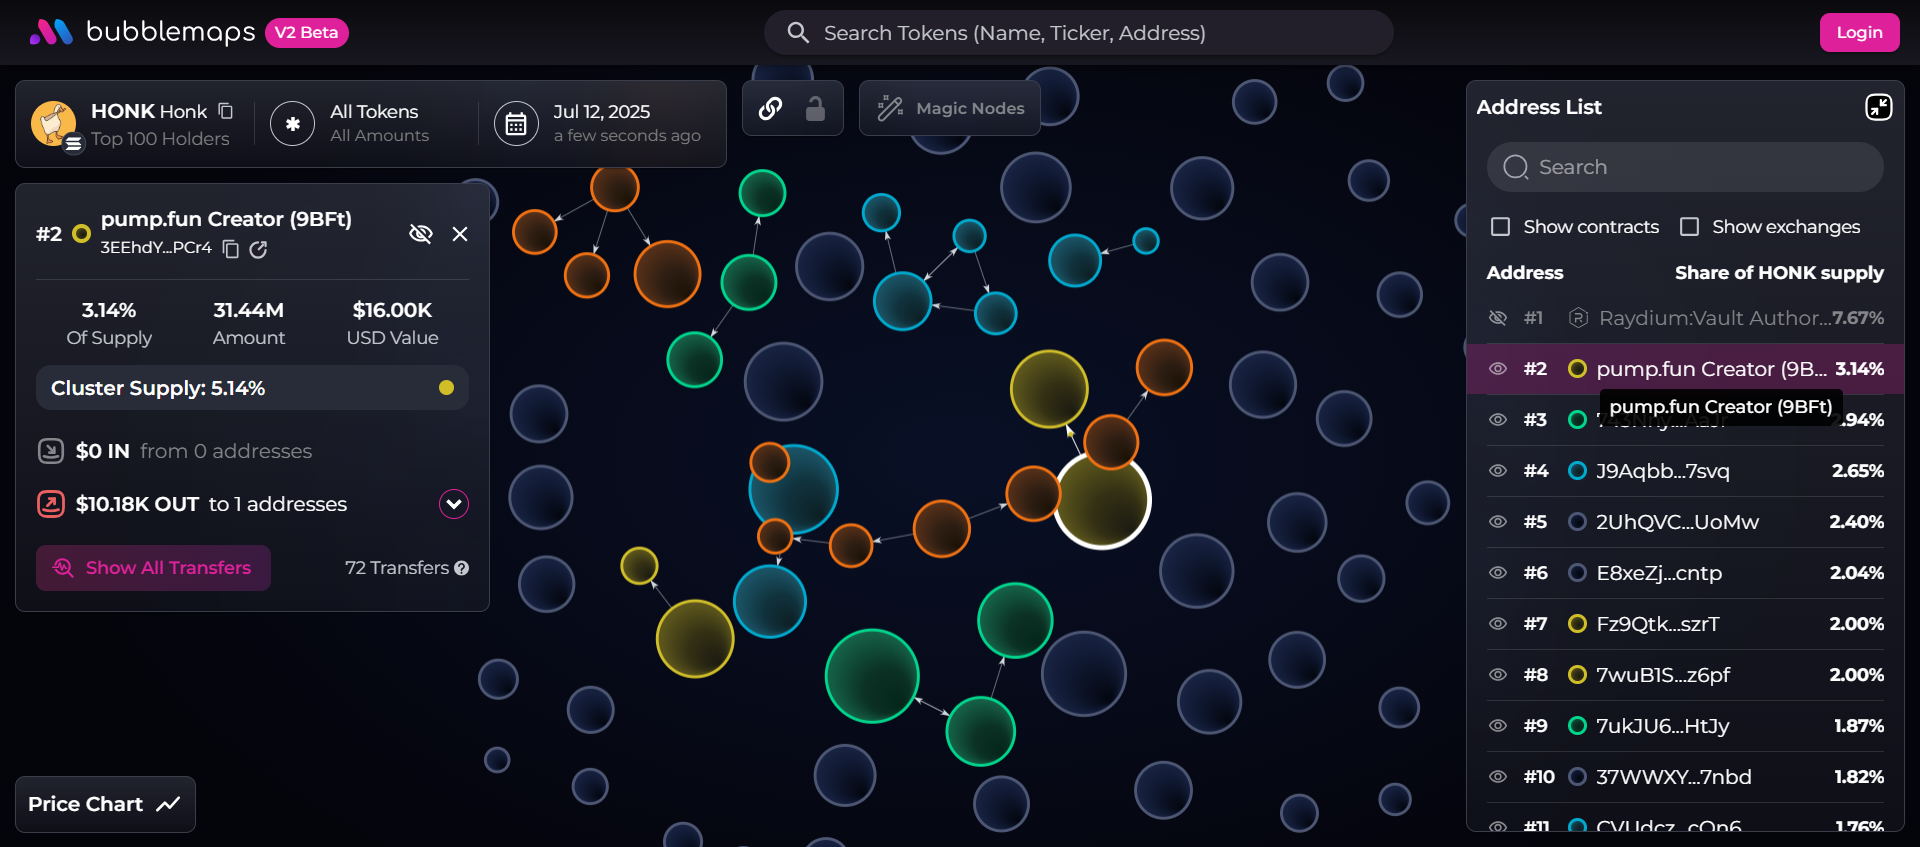 bubblemaps V2 Beta
Search Tokens (Name, Ticker, Address)
Login
HONK Honk
Top 100 Holders
All Tokens
All Amounts
Jul 12, 2025
a few seconds ago
Magic Nodes
#2 pump.fun Creator (9BFt)
3EEhdY...PCr4
3.14%
Of Supply
31.44M
Amount
$16.00K
USD Value
Cluster Supply: 5.14%
$0 IN from 0 addresses
$10.18K OUT to 1 addresses
Show All Transfers
72 Transfers ?
Price Chart
Address List
Search
Show contracts
Show exchanges
Address Share of HONK supply
#1 Raydium:Vault Author... 7.67%
#2 pump.fun Creator (9B... 3.14%
pump.fun Creator (9BFt)
#3 2.94%
#4 J9Aqbb...7svq 2.65%
#5 2UhQVC...UoMw 2.40%
#6 E8xeZj...cntp 2.04%
#7 Fz9Qtk...szrT 2.00%
#8 7wuB1S...z6pf 2.00%
#9 7ukJU6...HtJy 1.87%
#10 37WWXY...7nbd 1.82%
#11 1.76%